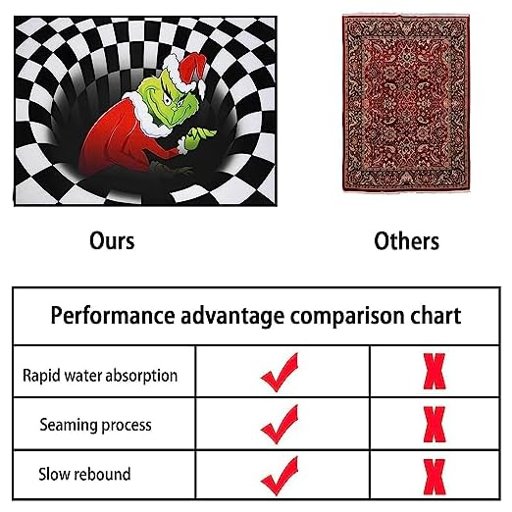 Ours
Others
Performance advantage comparison chart
Rapid water absorption
Seaming process
Slow rebound